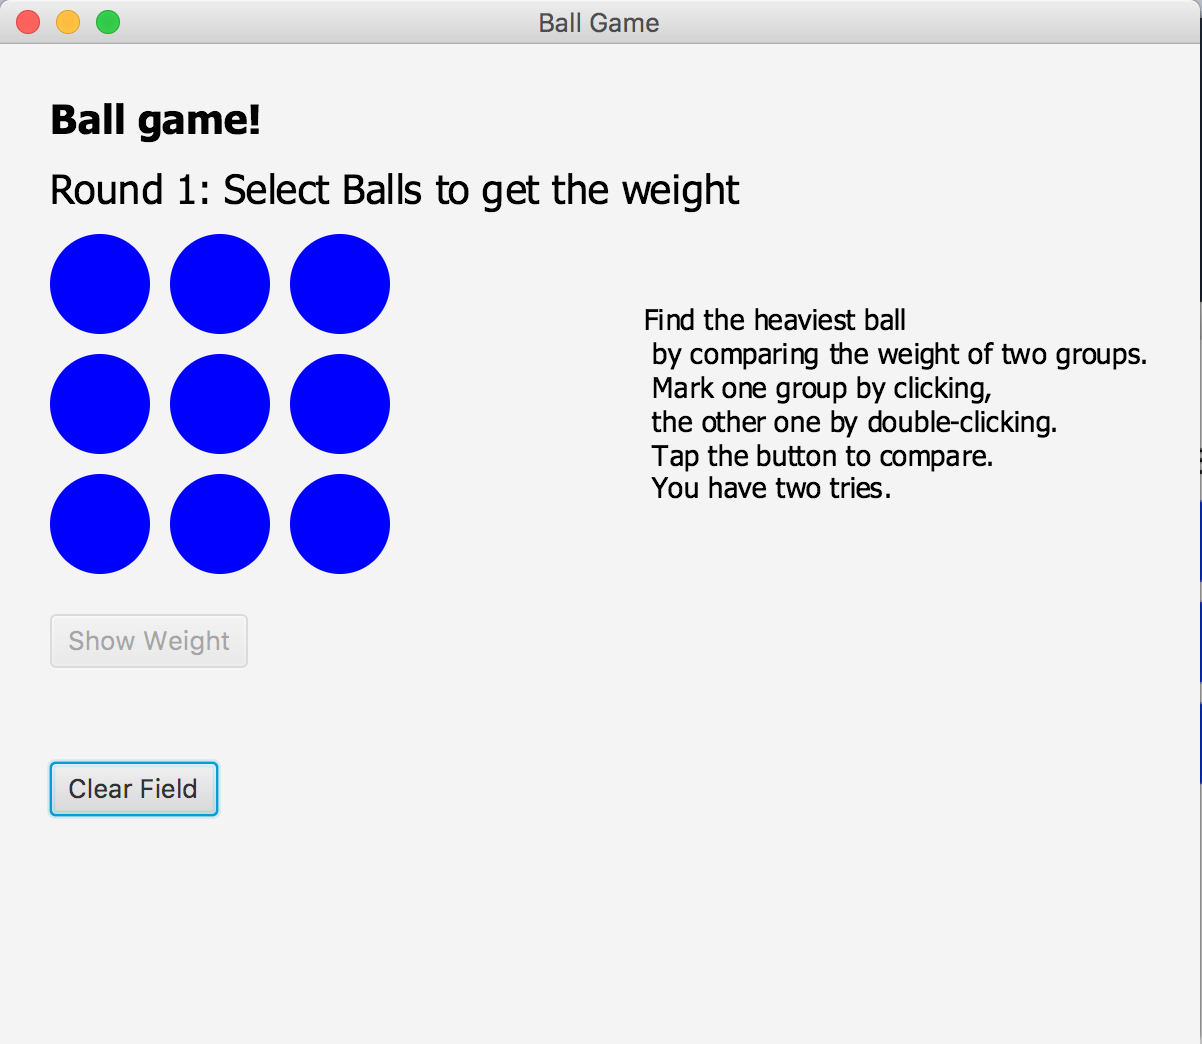 Ball Game
Ball game!
Round 1: Select Balls to get the weight
Find the heaviest ball
by comparing the weight of two groups.
Mark one group by clicking,
the other one by double-clicking.
Tap the button to compare.
You have two tries.
Show Weight
Clear Field